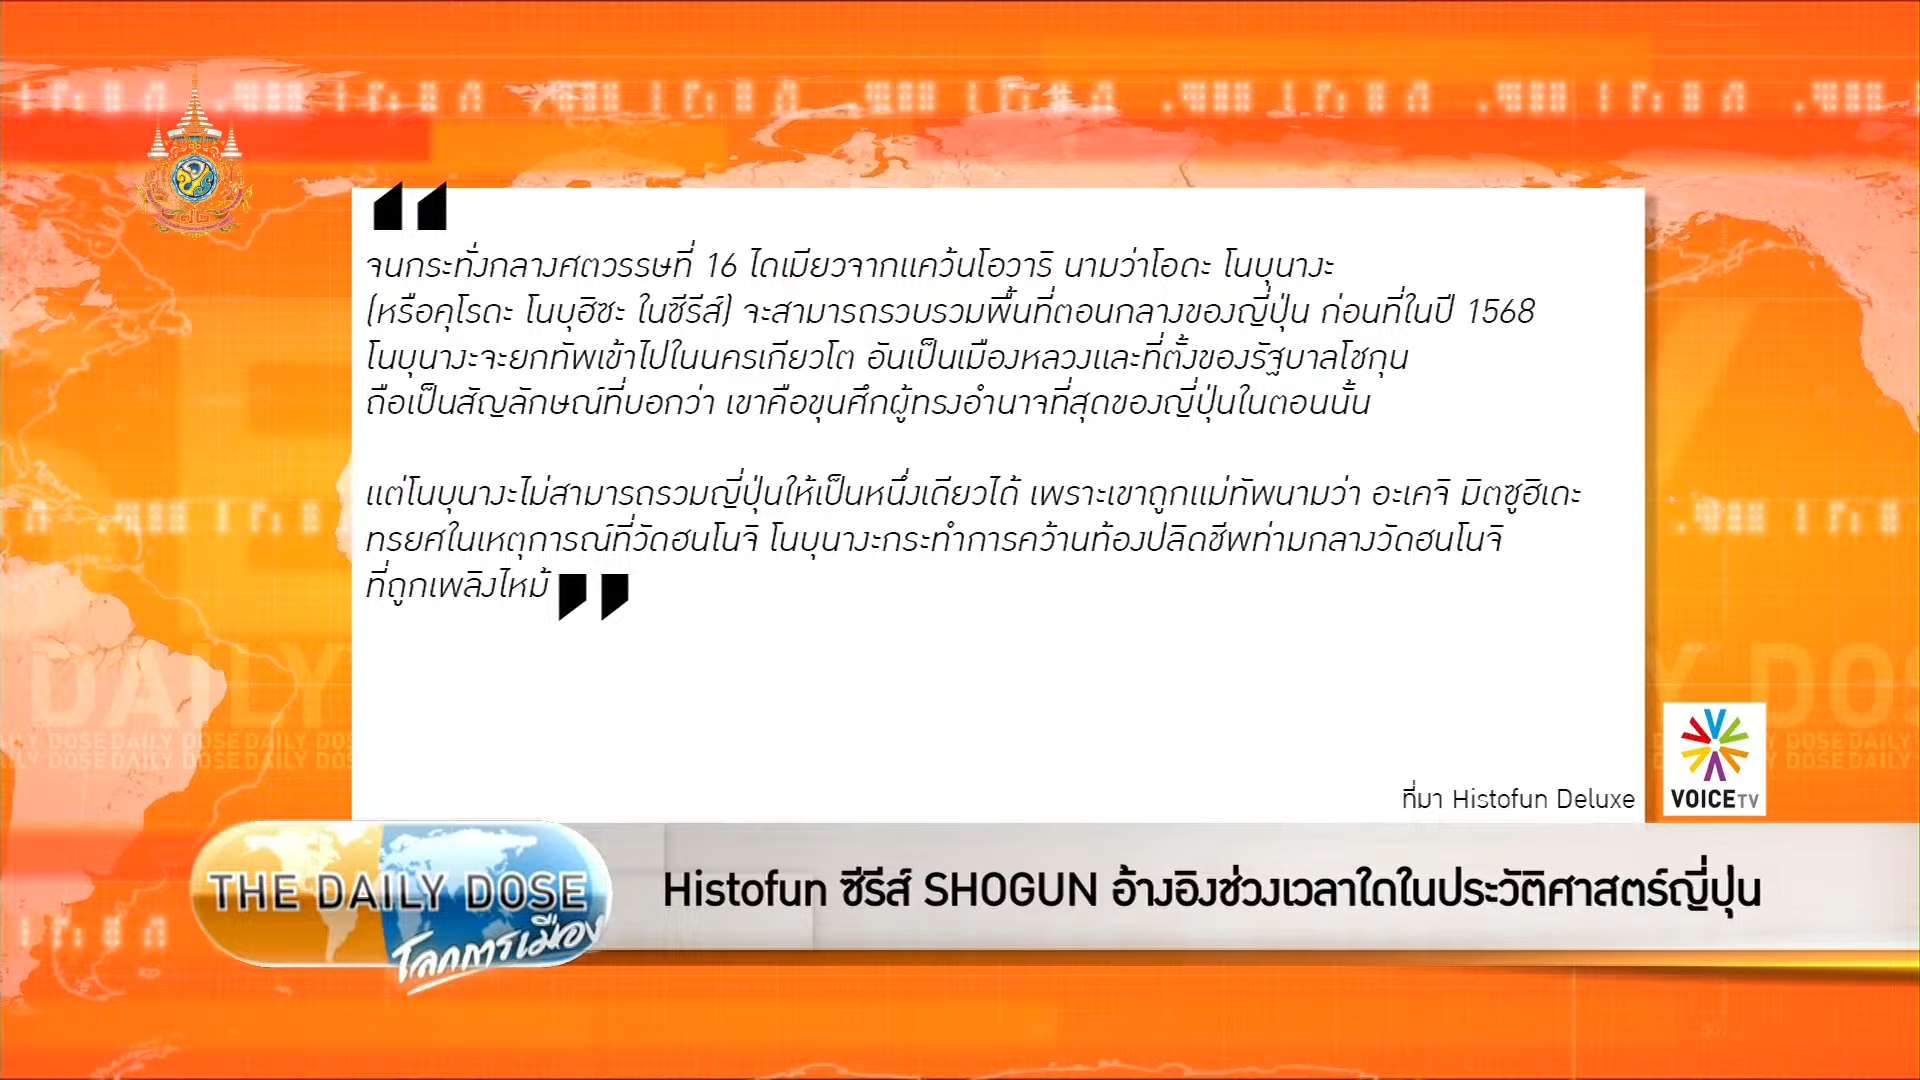 จนกระทั่งกลางศตวรรษที่ 16 ไดเมียวจากแคว้นโอวาริ นามว่าโอดะ โนบุนางะ
(หรือคุโรดะ โนบุฮิซะ ในซีรีส์) จะสามารถรวบรวมพื้นที่ตอนกลางของญี่ปุ่น ก่อนที่ในปี 1568
โนบุนางะจะยกทัพเข้าไปในนครเกียวโต อันเป็นเมืองหลวงและที่ตั้งของรัฐบาลโชกุน
ถือเป็นสัญลักษณ์ที่บอกว่า เขาคือขุนศึกผู้ทรงอำนาจที่สุดของญี่ปุ่นในตอนนั้น
แต่โนบุนางะไม่สามารถรวมญี่ปุ่นให้เป็นหนึ่งเดียวได้ เพราะเขาถูกแม่ทัพนามว่า อะเคจิ มิตซูฮิเดะ
ทรยศในเหตุการณ์ที่วัดฮนโนจิ โนบุนางะกระทำการคว้านท้องปลิดชีพท่ามกลางวัดฮนโนจิ
ที่ถูกเพลิงไหม้
ที่มา Histofun Deluxe
VOICE TV
THE DAILY DOSE
โลกการเมือง
Histofun ซีรีส์ SHOGUN อ้างอิงช่วงเวลาใดในประวัติศาสตร์ญี่ปุ่น